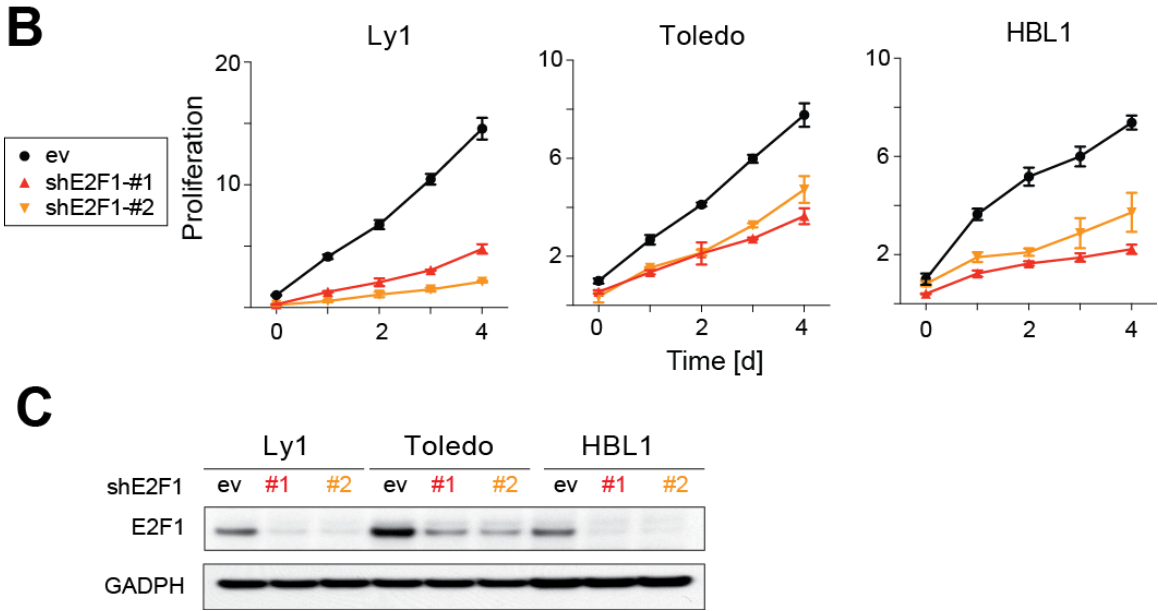 B
Ly1
Toledo
HBL1
ev
shE2F1-#1
shE2F1-#2
Proliferation
20
10
0
2
4
10
6
2
0
2
4
10
6
2
0
2
4
Time [d]
C
Ly1 Toledo HBL1
shE2F1 ev #1 #2 ev #1 #2 ev #1 #2
E2F1
GADPH